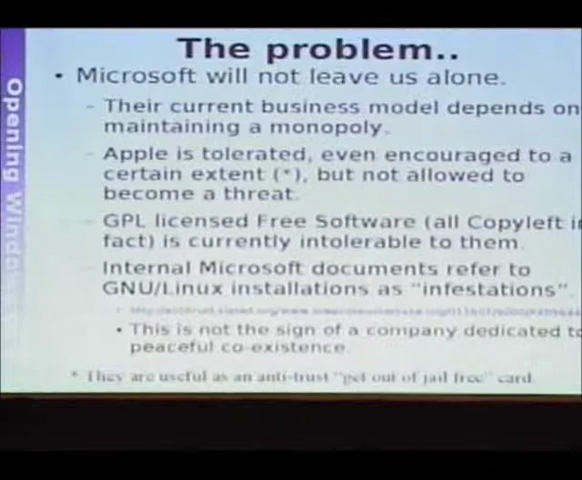 The problem..
• Microsoft will not leave us alone.
– Their current business model depends on
maintaining a monopoly.
– Apple is tolerated, even encouraged to a
certain extent (*), but not allowed to
become a threat.
– GPL licensed Free Software (all Copyleft in
fact) is currently intolerable to them.
– Internal Microsoft documents refer to
GNU/Linux installations as “infestations”.
• This is not the sign of a company dedicated to
peaceful co-existence.
* They are useful as an anti-trust “get out of jail free” card.
Opening Windows